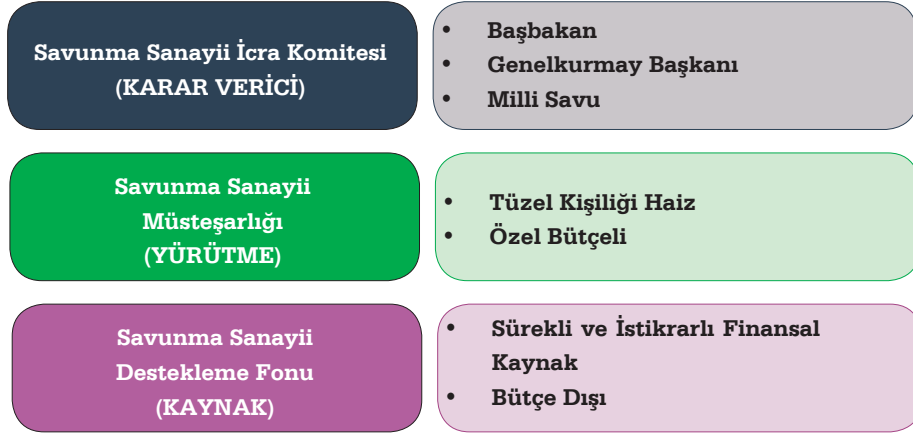 Savunma Sanayii İcra Komitesi
(KARAR VERİCİ)
• Başbakan
• Genelkurmay Başkanı
• Milli Savu
Savunma Sanayii
Müsteşarlığı
(YÜRÜTME)
• Tüzel Kişiliği Haiz
• Özel Bütçeli
Savunma Sanayii
Destekleme Fonu
(KAYNAK)
• Sürekli ve İstikrarlı Finansal
Kaynak
• Bütçe Dışı